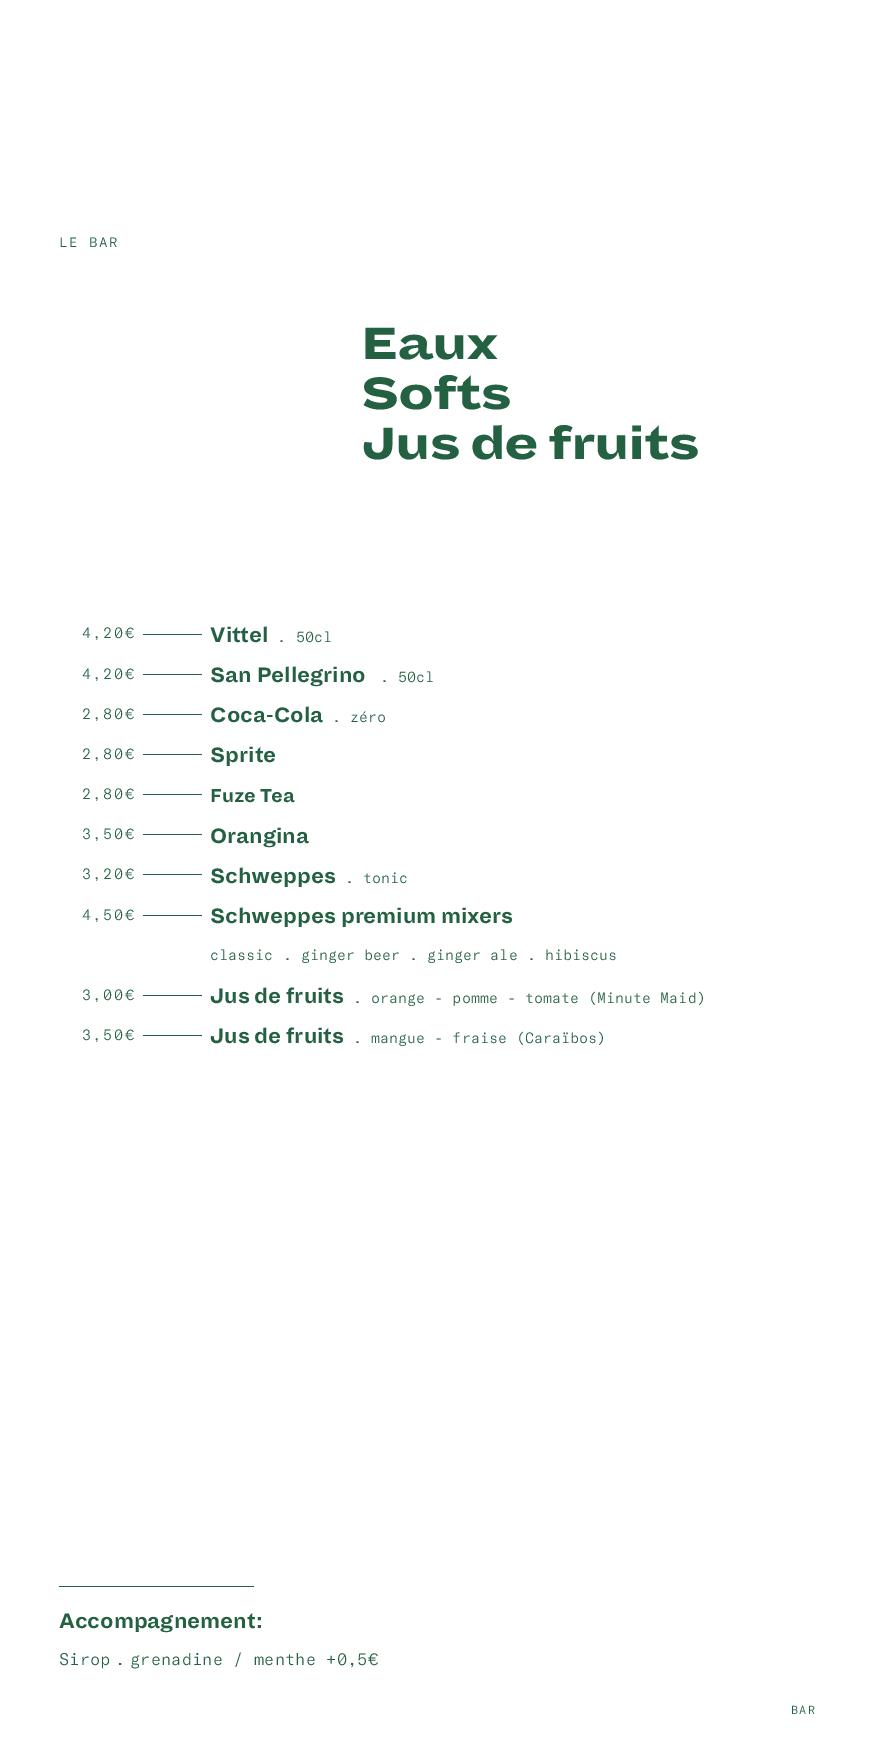 LE BAR
Eaux
Softs
Jus de fruits
4,20€ Vittel . 50cl
4,20€ San Pellegrino . 50cl
2,80€ Coca-Cola . zéro
2,80€ Sprite
2,80€ Fuze Tea
3,50€ Orangina
3,20€ Schweppes . tonic
4,50€ Schweppes premium mixers
classic . ginger beer . ginger ale . hibiscus
3,00€ Jus de fruits . orange - pomme - tomate (Minute Maid)
3,50€ Jus de fruits . mangue - fraise (Caraïbos)
Accompagnement:
Sirop . grenadine / menthe +0,5€
BAR